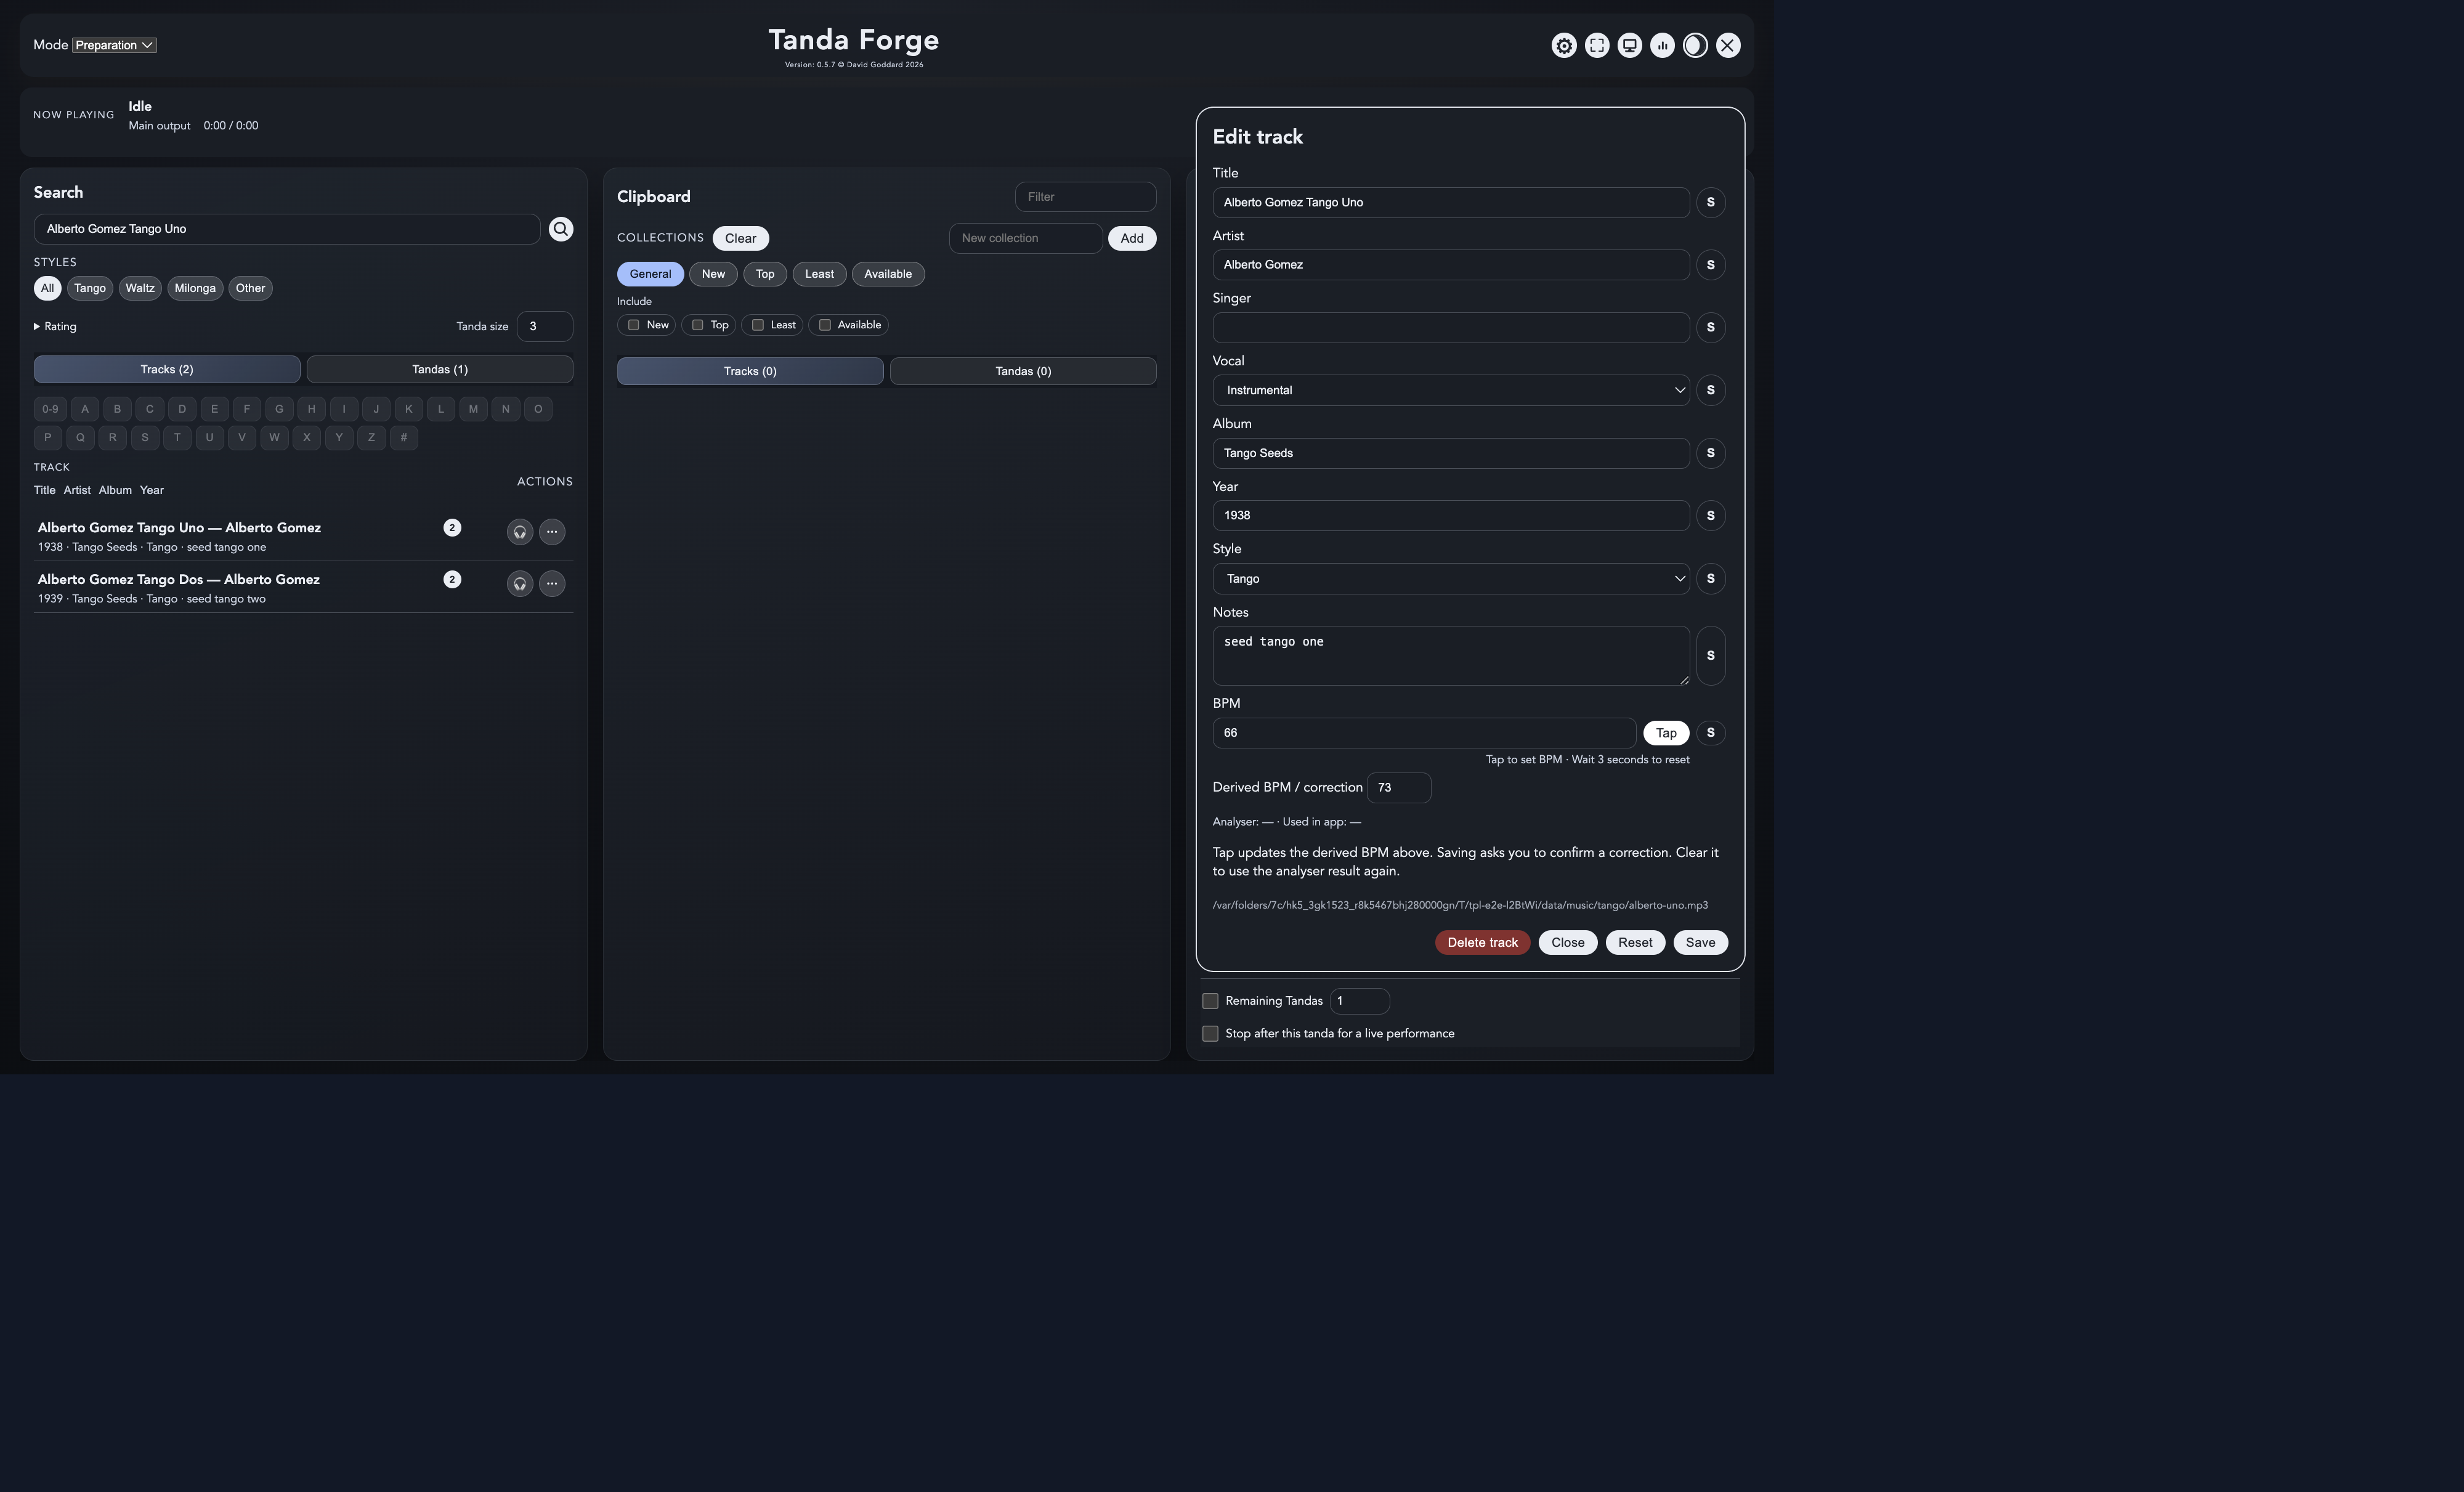 Mode Preparation
Tanda Forge
Version: 0.5.7 © David Goddard 2026
NOW PLAYING
Idle
Main output 0:00 / 0:00
Search
Alberto Gomez Tango Uno
STYLES
All Tango Waltz Milonga Other
Rating
Tanda size 3
Tracks (2) Tandas (1)
0-9 A B C D E F G H I J K L M N O
P Q R S T U V W X Y Z #
TRACK
ACTIONS
Title Artist Album Year
Alberto Gomez Tango Uno — Alberto Gomez 2
1938 · Tango Seeds · Tango · seed tango one
Alberto Gomez Tango Dos — Alberto Gomez 2
1939 · Tango Seeds · Tango · seed tango two
Clipboard
Filter
COLLECTIONS Clear
New collection Add
General New Top Least Available
Include
New Top Least Available
Tracks (0) Tandas (0)
Edit track
Title
Alberto Gomez Tango Uno S
Artist
Alberto Gomez S
Singer
S
Vocal
Instrumental S
Album
Tango Seeds S
Year
1938 S
Style
Tango S
Notes
seed tango one S
BPM
66 Tap S
Tap to set BPM · Wait 3 seconds to reset
Derived BPM / correction 73
Analyser: — · Used in app: —
Tap updates the derived BPM above. Saving asks you to confirm a correction. Clear it
to use the analyser result again.
/var/folders/7c/hk5_3gk1523_r8k5467bhj280000gn/T/tpl-e2e-l2BtWi/data/music/tango/alberto-uno.mp3
Delete track Close Reset Save
Remaining Tandas 1
Stop after this tanda for a live performance